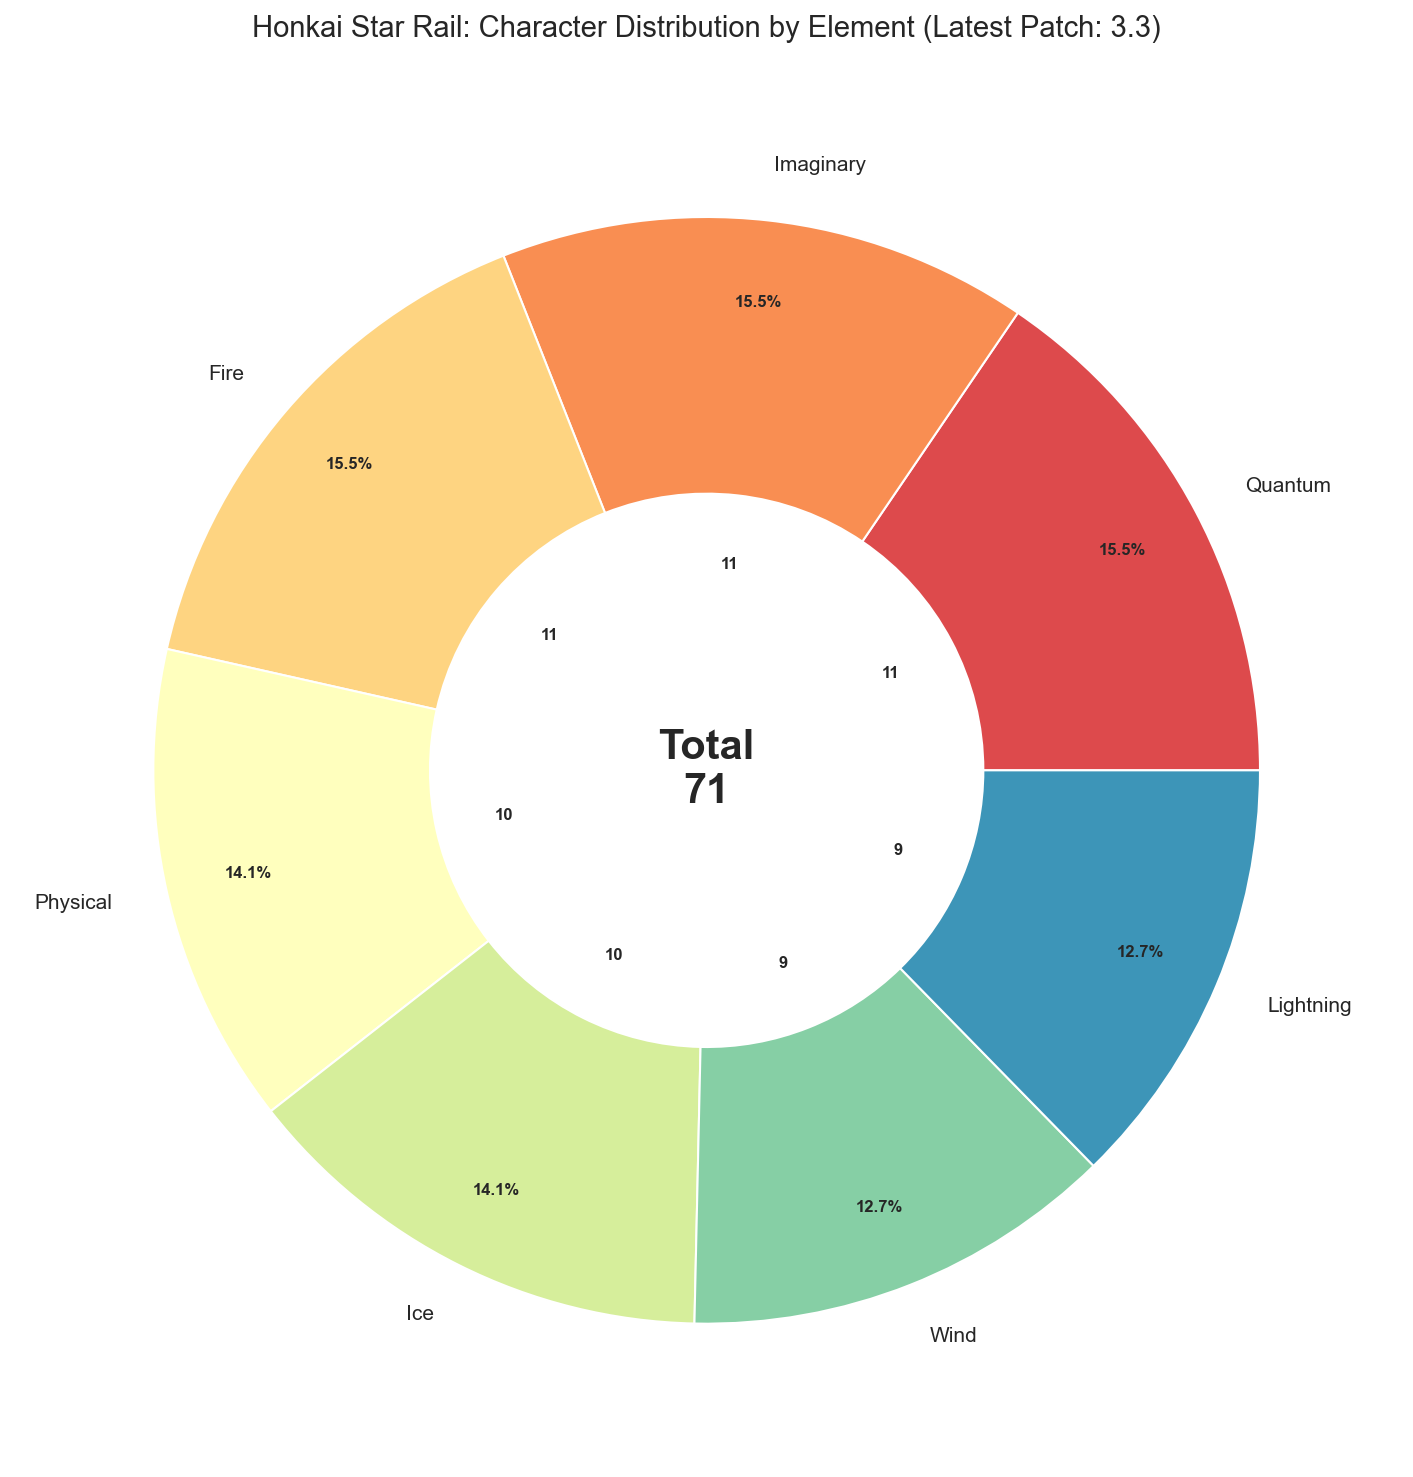 Honkai Star Rail: Character Distribution by Element (Latest Patch: 3.3)
Imaginary
15.5%
Fire
15.5%
Quantum
15.5%
11
11
11
Total
71
10
9
Physical
14.1%
10
9
12.7%
Lightning
14.1%
12.7%
Ice
Wind